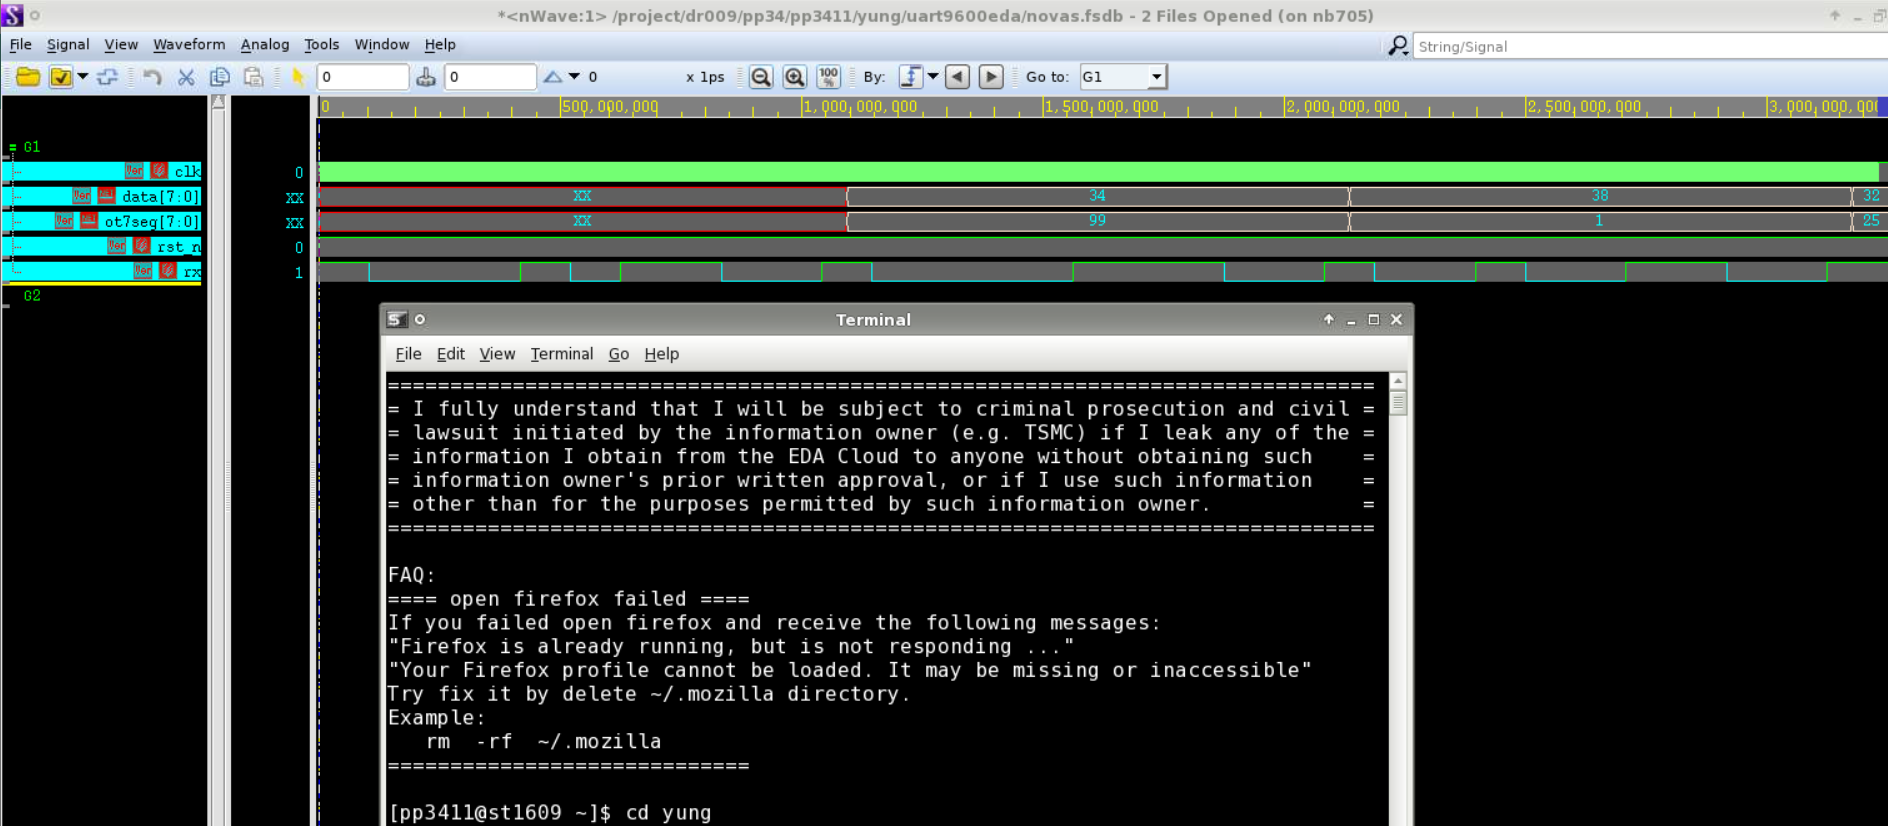 *<nWave:1> /project/dr009/pp34/pp3411/yung/uart9600eda/novas.fsdb - 2 Files Opened (on nb705)
File Signal View Waveform Analog Tools Window Help
String/Signal
0 0 0 x 1ps 100 % By: Go to: G1
0 500,000,000 1,000,000,000 1,500,000,000 2,000,000,000 2,500,000,000 3,000,000,00
G1
clk 0
data[7:0] XX XX 34 38 32
ot7seg[7:0] XX XX 99 1 25
rst_n 0
rx 1
G2
Terminal
File Edit View Terminal Go Help
===============================================================================
= I fully understand that I will be subject to criminal prosecution and civil =
= lawsuit initiated by the information owner (e.g. TSMC) if I leak any of the =
= information I obtain from the EDA Cloud to anyone without obtaining such    =
= information owner's prior written approval, or if I use such information    =
= other than for the purposes permitted by such information owner.            =
===============================================================================
FAQ:
==== open firefox failed ====
If you failed open firefox and receive the following messages:
"Firefox is already running, but is not responding ..."
"Your Firefox profile cannot be loaded. It may be missing or inaccessible"
Try fix it by delete ~/.mozilla directory.
Example:
   rm  -rf  ~/.mozilla
=============================
[pp3411@st1609 ~]$ cd yung